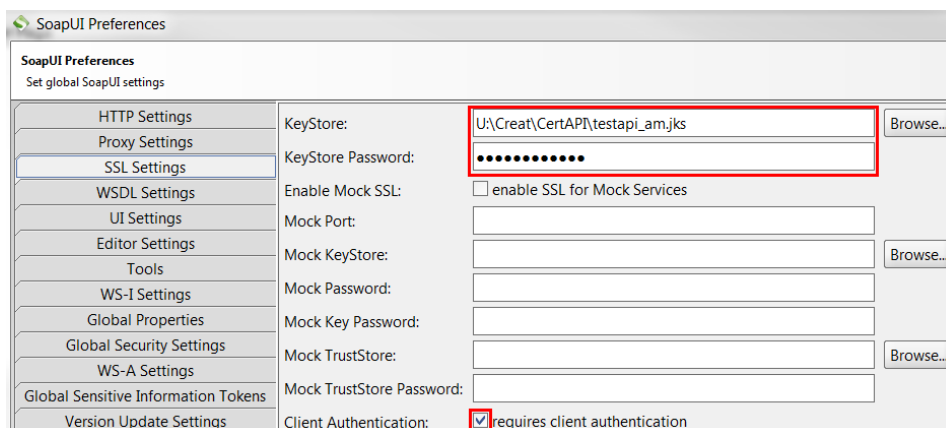 SoapUI Preferences
SoapUI Preferences
Set global SoapUI settings
HTTP Settings
Proxy Settings
SSL Settings
WSDL Settings
UI Settings
Editor Settings
Tools
WS-I Settings
Global Properties
Global Security Settings
WS-A Settings
Global Sensitive Information Tokens
Version Update Settings
KeyStore: U:\Creat\CertAPI\testapi_am.jks Browse...
KeyStore Password: ●●●●●●●●●●●●
Enable Mock SSL: enable SSL for Mock Services
Mock Port:
Mock KeyStore: Browse...
Mock Password:
Mock Key Password:
Mock TrustStore: Browse...
Mock TrustStore Password:
Client Authentication: requires client authentication